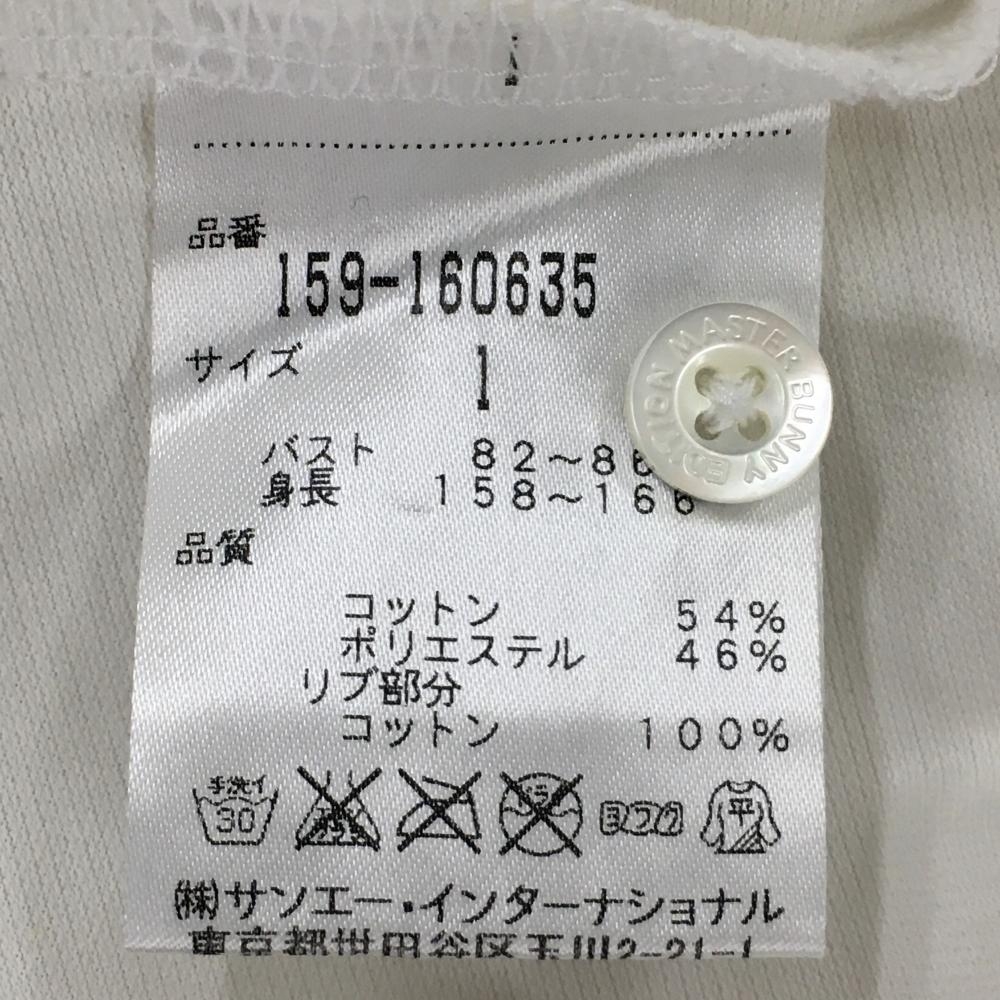 品番
159-160635
サイズ 1
バスト 82～86
身長 158～166
品質
コットン 54%
ポリエステル 46%
リブ部分
コットン 100%
手洗イ
30
平
㈱サンエー・インターナショナル
東京都世田谷区玉川2-21-1
MASTER BUNNY EDITION